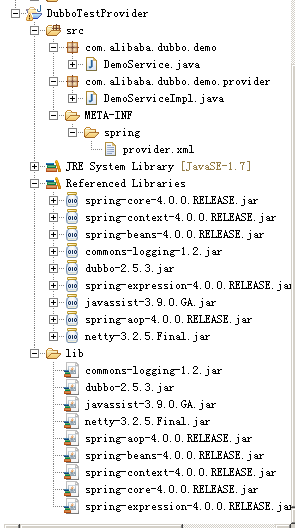 DubboTestProvider
src
com.alibaba.dubbo.demo
DemoService.java
com.alibaba.dubbo.demo.provider
DemoServiceImpl.java
META-INF
spring
provider.xml
JRE System Library [JavaSE-1.7]
Referenced Libraries
spring-core-4.0.0.RELEASE.jar
spring-context-4.0.0.RELEASE.jar
spring-beans-4.0.0.RELEASE.jar
commons-logging-1.2.jar
dubbo-2.5.3.jar
spring-expression-4.0.0.RELEASE.jar
javassist-3.9.0.GA.jar
spring-aop-4.0.0.RELEASE.jar
netty-3.2.5.Final.jar
lib
commons-logging-1.2.jar
dubbo-2.5.3.jar
javassist-3.9.0.GA.jar
netty-3.2.5.Final.jar
spring-aop-4.0.0.RELEASE.jar
spring-beans-4.0.0.RELEASE.jar
spring-context-4.0.0.RELEASE.jar
spring-core-4.0.0.RELEASE.jar
spring-expression-4.0.0.RELEASE.jar